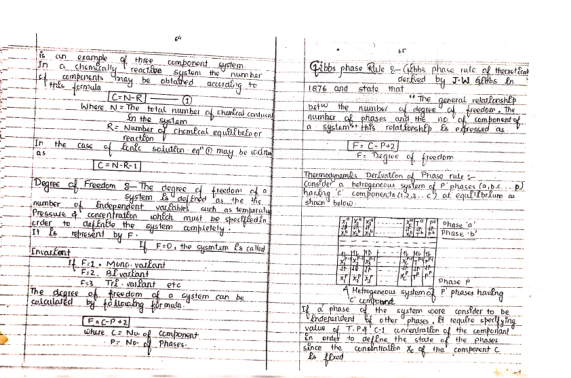 64
is an example of three component system
In a chemically reactive system the number
of components may be obtained according to
this formula
C=N-R ①
Where N = The total number of chemical
in the system
R= Number of chemical
reaction
In the case of Ionic solution eqn ① may be written
as
C=N-R-1
Degree of Freedom :- The degree of freedom of a
system is defined as the the
number of independent variables such as temperature
Pressure & concentration which must be specified in
order to the system completely.
It is represent by F.
If F=0, the is called
Invariant
If F=1, Mono-variant
F=2, Bi variant
F=3 Tri-variant etc
The degree of freedom of a system can be
calculated by following formula.
F=C-P+2
where C= No of component
P= No. of Phases.
65
Gibbs phase Rule :- Gibbs phase rule of
derived by J.W Gibbs in
1876 and state that
"The general relationship
betw the number of degree of freedom, The
number of phases and the no of component of
a system" this relationship is expressed as
F = C-P+2
F= Degree of freedom
Thermodynamics Derivation of Phase rule :-
Consider a system of P phases (a,b,c...p)
having C components (1,2,3..c) at equilibrium as
shown below
phase 'a'
Phase 'b'
Phase P
A Hetrogneous system of P phases having
C component
If a phase of the system were consider to be
independent of other phases. It require specifying
value of T.P & C-1 concentration of the component
in order to define the state of the phases
since the concentration of the component C
is fixed